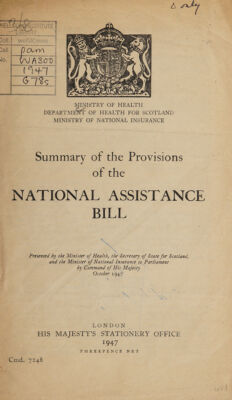 2 only
pam
WA300
1947
G78s
MINISTRY OF HEALTH
DEPARTMENT OF HEALTH FOR SCOTLAND
MINISTRY OF NATIONAL INSURANCE
Summary of the Provisions
of the
NATIONAL ASSISTANCE
BILL
Presented by the Minister of Health, the Secretary of State for Scotland,
and the Minister of National Insurance to Parliament
by Command of His Majesty
October 1947
LONDON
HIS MAJESTY'S STATIONERY OFFICE
1947
THREEPENCE NET
Cmd. 7248